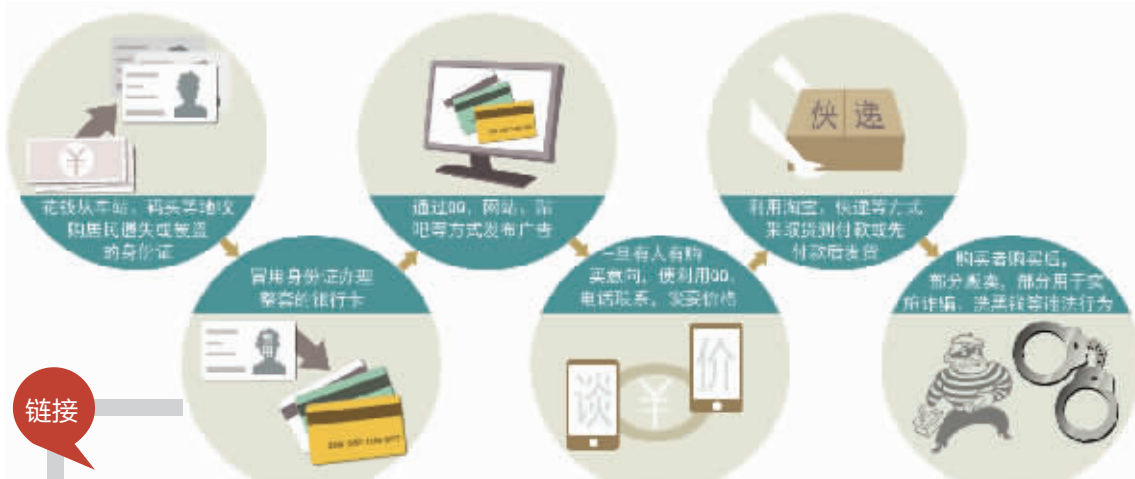 花钱从车站、码头等地收
购居民遗失或被盗
的身份证
冒用身份证办理
整套的银行卡
通过QQ、网站、贴
吧等方式发布广告
一旦有人有购
买意向，便利用QQ、
电话联系，谈妥价格
谈
¥
价
快递
利用淘宝、快递等方式
采取货到付款或先
付款后发货
购买者购买后，
部分贩卖，部分用于实
施诈骗、洗黑钱等违法行为
¥
链接